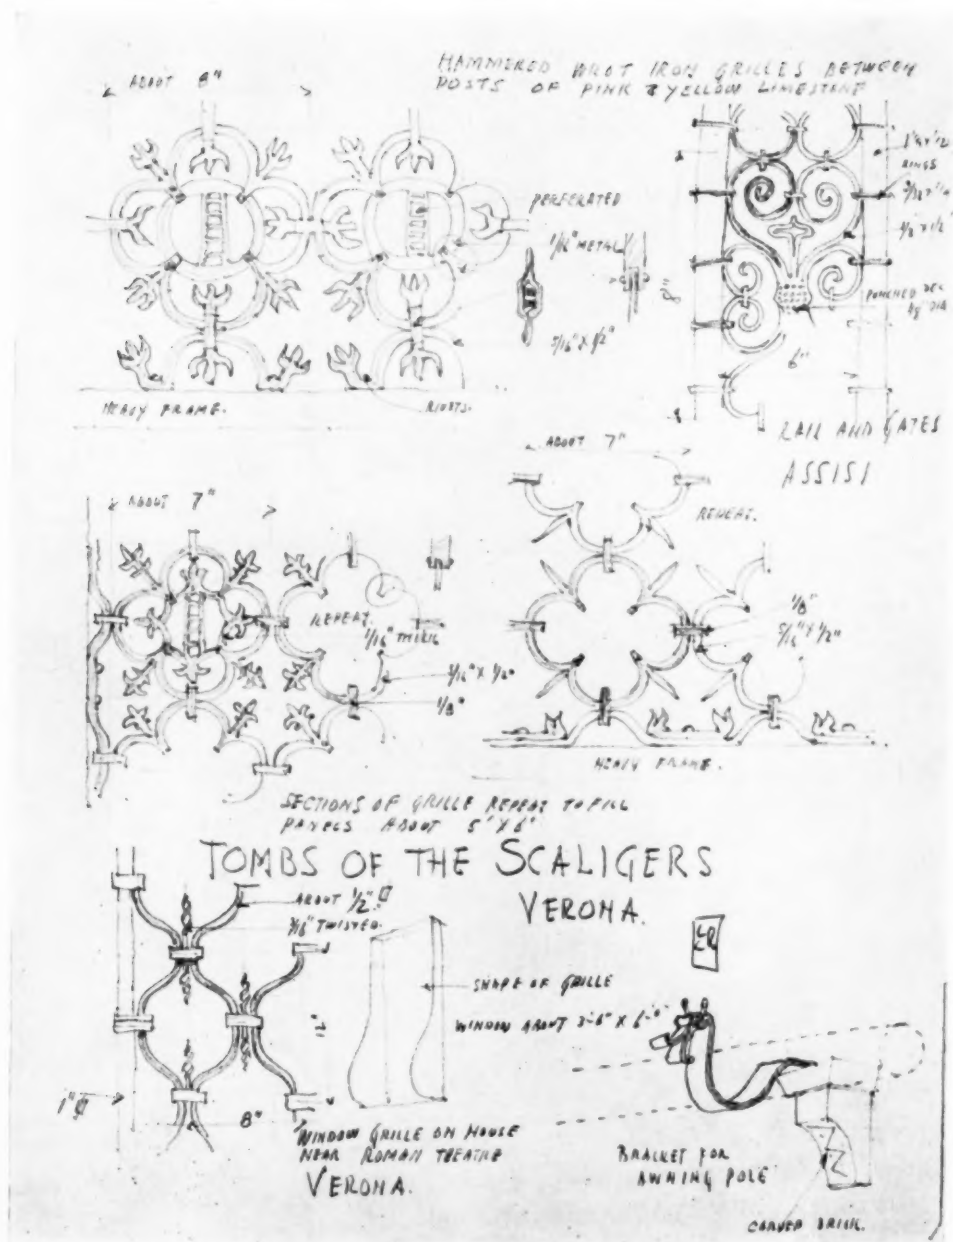 HAMMERED WROT IRON GRILLES BETWEEN
POSTS OF PINK & YELLOW LIMESTONE
ABOUT 8"
PERFERATED
1/16" METAL
5/16" X 1/2"
HEAVY FRAME.
RIVETS.
RINGS
PUNCHED
8"
6"
RAIL AND GATES
ASSISI
ABOUT 7"
REPEAT.
1/16" THICK
5/16" X 1/2"
1/8"
ABOUT 7"
REPEAT.
1/8"
5/16" X 1/2"
HEAVY FRAME.
SECTIONS OF GRILLE REPEAT TO FILL
PANELS ABOUT 5' X 6'
TOMBS OF THE SCALIGERS
VERONA.
ABOUT 1/2"
3/16" TWISTED.
SHAPE OF GRILLE
WINDOW ABOUT 3'-6" X 6'-0"
11"
1"
8"
WINDOW GRILLE ON HOUSE
NEAR ROMAN THEATRE
VERONA.
BRACKET FOR
AWNING POLE
CARVED BRICK.